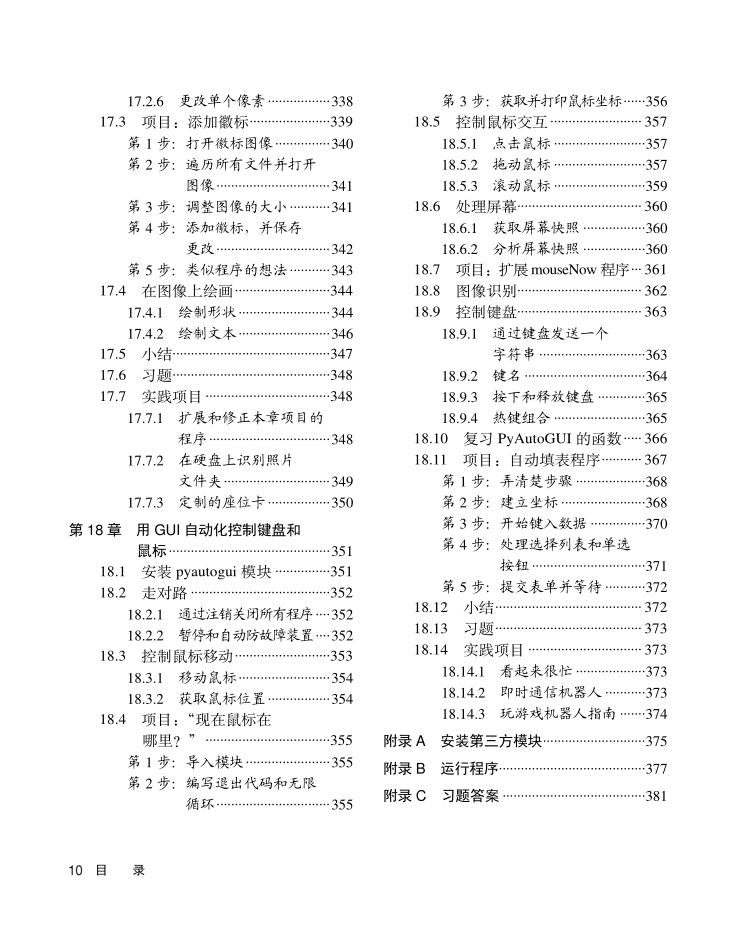 17.2.6 更改单个像素················338
17.3 项目：添加徽标······················339
第 1 步：打开徽标图像···············340
第 2 步：遍历所有文件并打开
图像······························341
第 3 步：调整图像的大小···········341
第 4 步：添加徽标，并保存
更改······························342
第 5 步：类似程序的想法···········343
17.4 在图像上绘画·························344
17.4.1 绘制形状························344
17.4.2 绘制文本························346
17.5 小结·········································347
17.6 习题·········································348
17.7 实践项目·································348
17.7.1 扩展和修正本章项目的
程序································348
17.7.2 在硬盘上识别照片
文件夹····························349
17.7.3 定制的座位卡················350
第 18 章 用 GUI 自动化控制键盘和
鼠标···········································351
18.1 安装 pyautogui 模块···············351
18.2 走对路·····································352
18.2.1 通过注销关闭所有程序····352
18.2.2 暂停和自动防故障装置····352
18.3 控制鼠标移动·························353
18.3.1 移动鼠标························354
18.3.2 获取鼠标位置················354
18.4 项目：“现在鼠标在
哪里？”·································355
第 1 步：导入模块······················355
第 2 步：编写退出代码和无限
循环······························355
第 3 步：获取并打印鼠标坐标······356
18.5 控制鼠标交互·························357
18.5.1 点击鼠标························357
18.5.2 拖动鼠标························357
18.5.3 滚动鼠标························359
18.6 处理屏幕·································360
18.6.1 获取屏幕快照················360
18.6.2 分析屏幕快照················360
18.7 项目：扩展 mouseNow 程序···361
18.8 图像识别·································362
18.9 控制键盘·································363
18.9.1 通过键盘发送一个
字符串····························363
18.9.2 键名································364
18.9.3 按下和释放键盘·············365
18.9.4 热键组合························365
18.10 复习 PyAutoGUI 的函数·····366
18.11 项目：自动填表程序···········367
第 1 步：弄清楚步骤··················368
第 2 步：建立坐标······················368
第 3 步：开始键入数据···············370
第 4 步：处理选择列表和单选
按钮······························371
第 5 步：提交表单并等待···········372
18.12 小结·······································372
18.13 习题·······································373
18.14 实践项目·······························373
18.14.1 看起来很忙···················373
18.14.2 即时通信机器人···········373
18.14.3 玩游戏机器人指南·······374
附录 A 安装第三方模块···························375
附录 B 运行程序·······································377
附录 C 习题答案·······································381
10 目 录